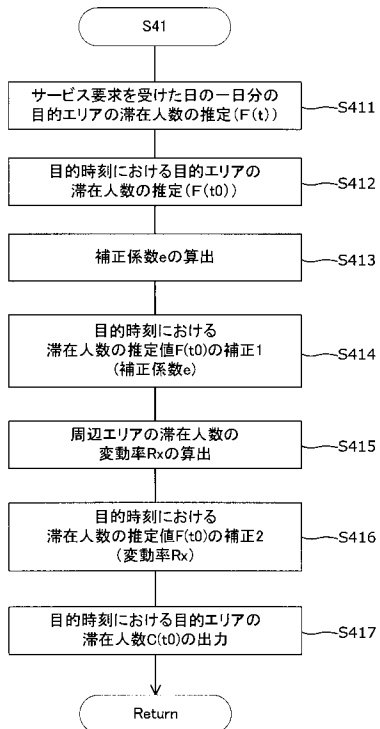 S41
サービス要求を受けた日の一日分の
目的エリアの滞在人数の推定(F(t))
S411
目的時刻における目的エリアの
滞在人数の推定(F(t0))
S412
補正係数eの算出
S413
目的時刻における
滞在人数の推定値F(t0)の補正1
(補正係数e)
S414
周辺エリアの滞在人数の
変動率Rxの算出
S415
目的時刻における
滞在人数の推定値F(t0)の補正2
(変動率Rx)
S416
目的時刻における目的エリアの
滞在人数C(t0)の出力
S417
Return